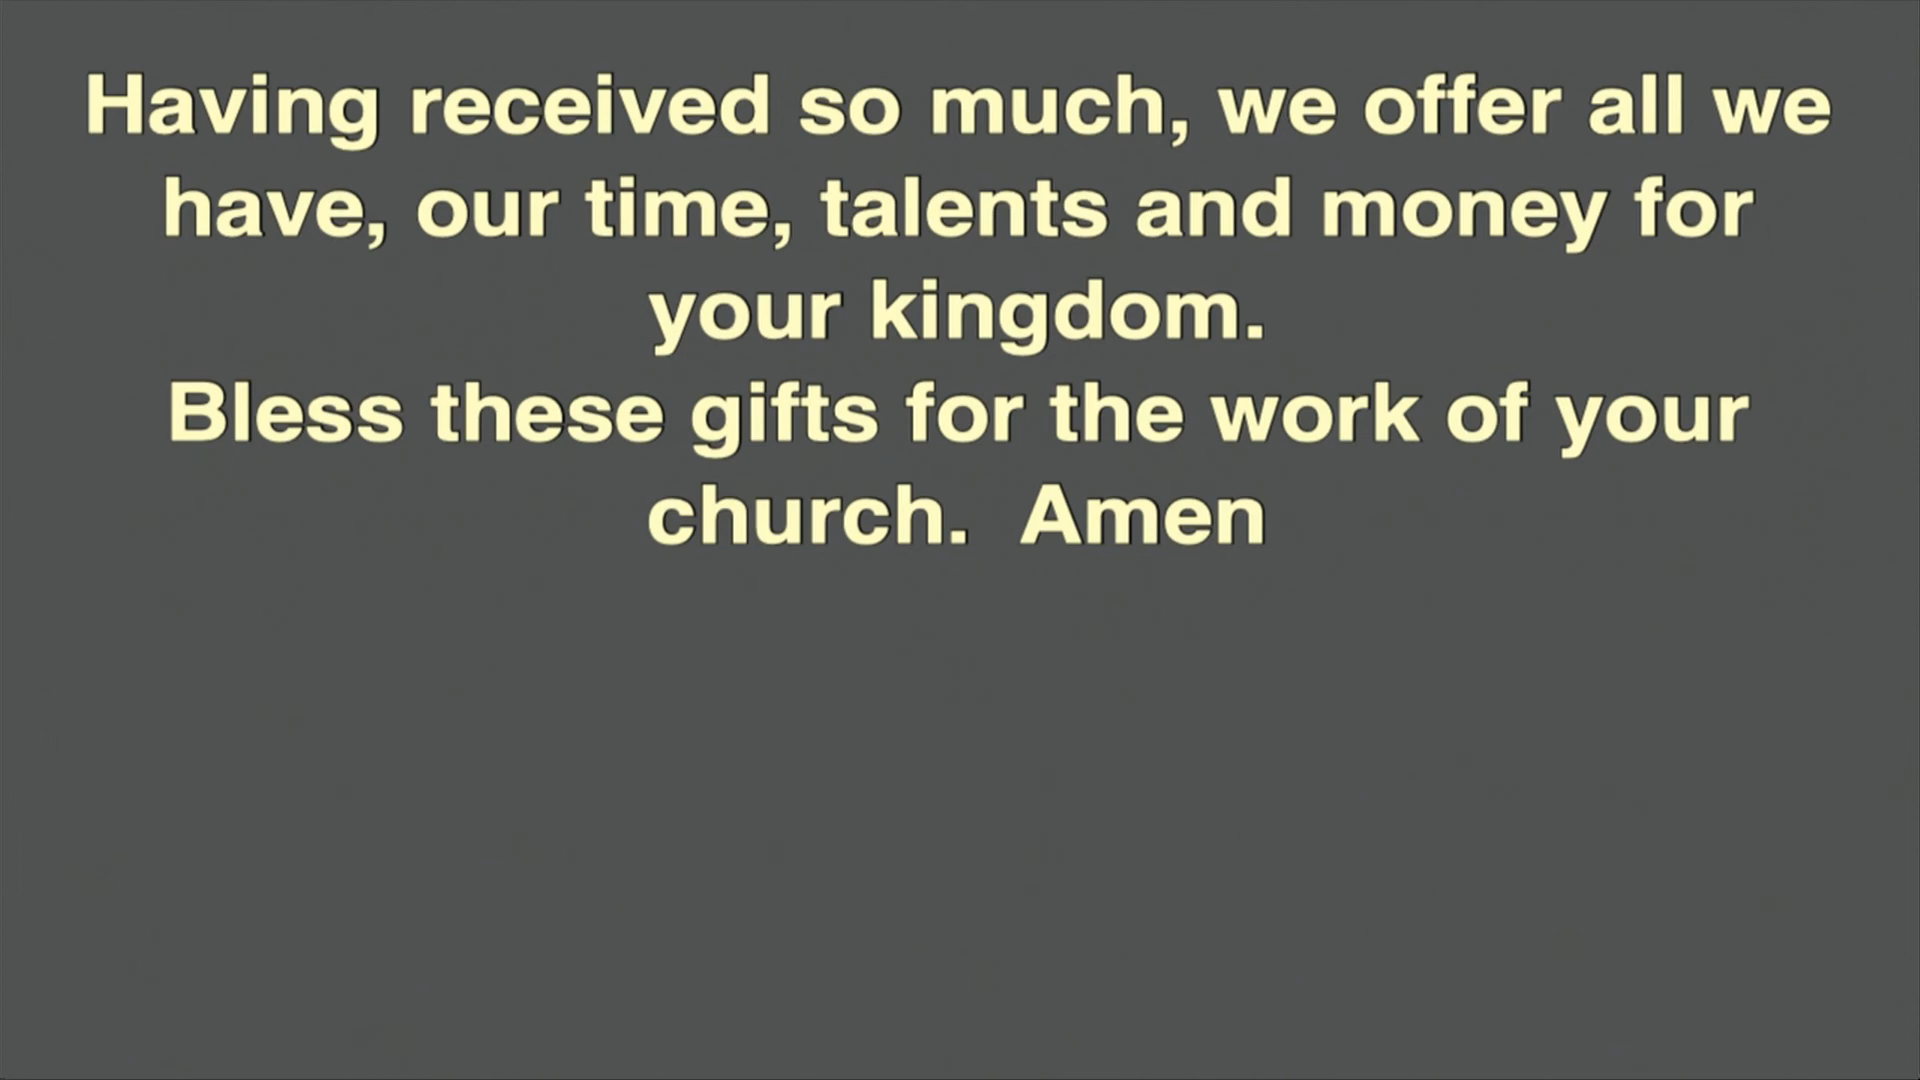 Having received so much, we offer all we
have, our time, talents and money for
your kingdom.
Bless these gifts for the work of your
church.  Amen